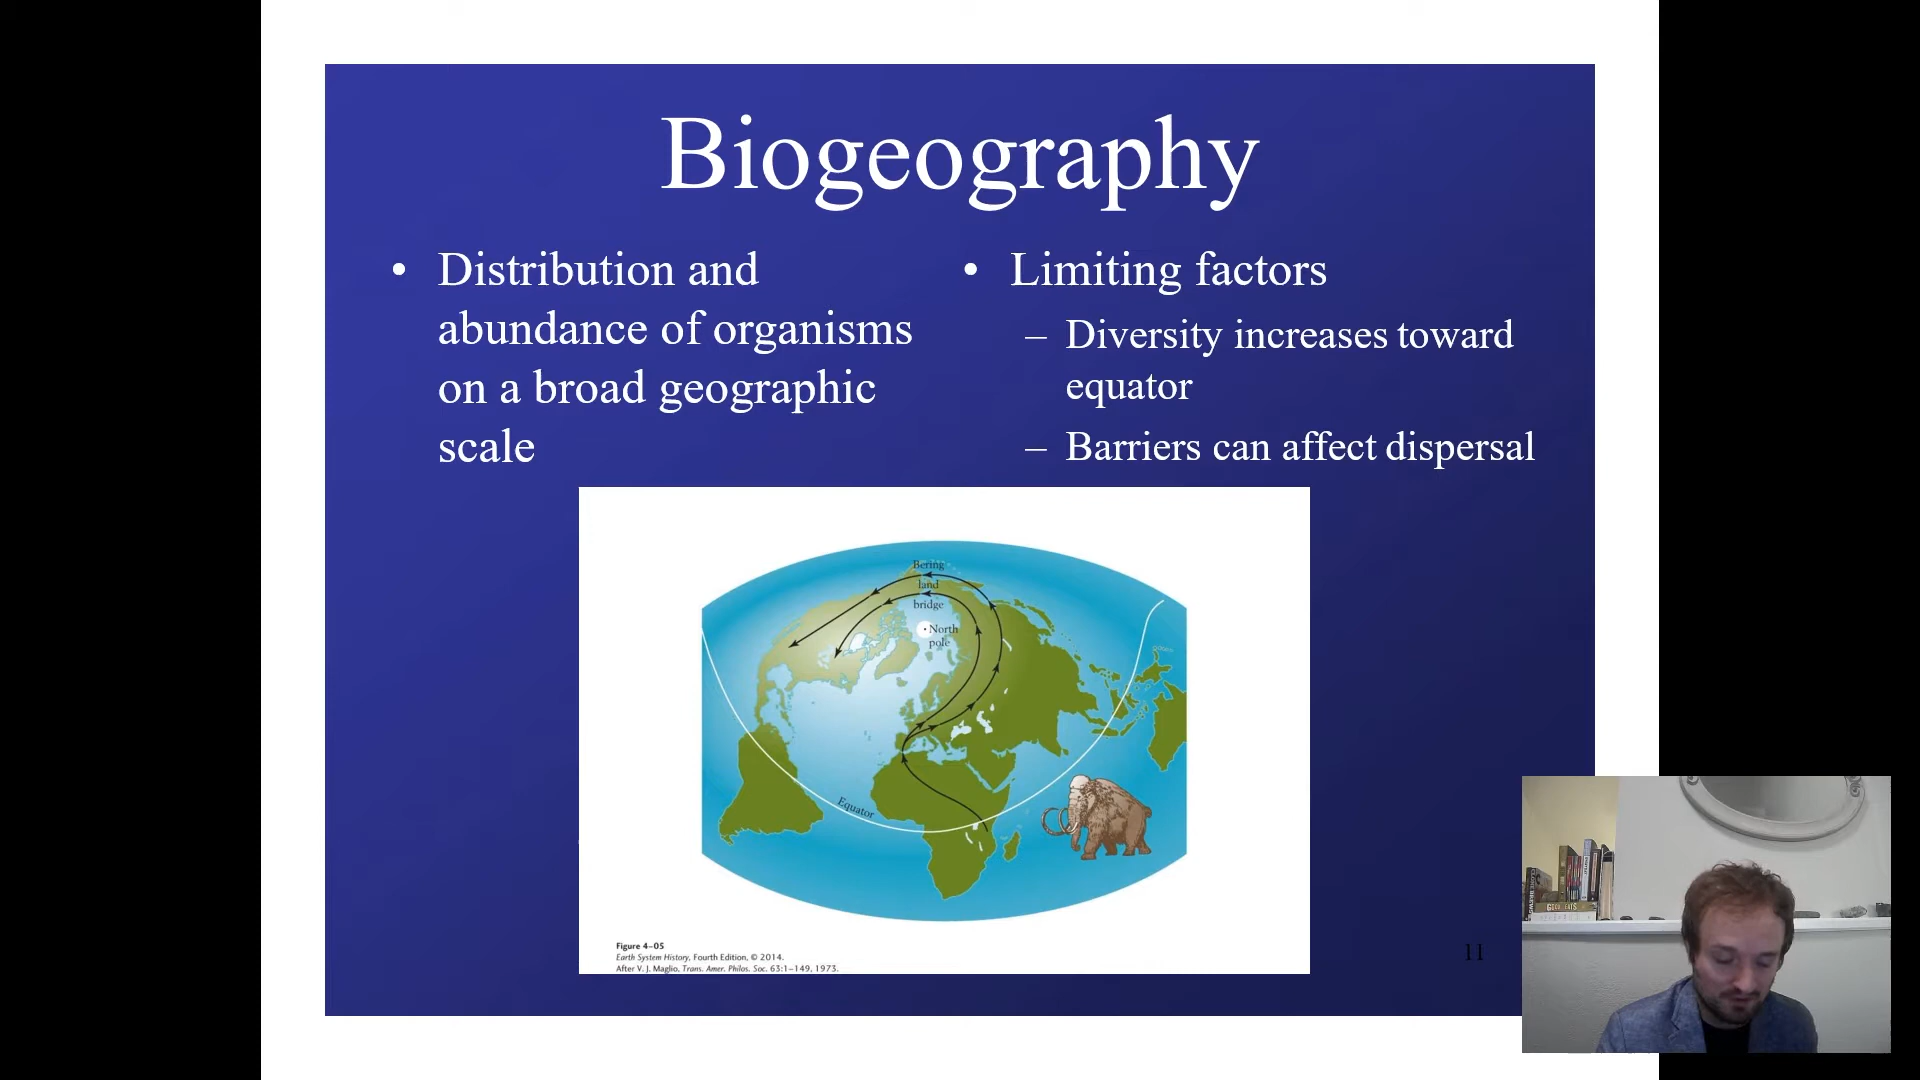 Biogeography
• Distribution and
abundance of organisms
on a broad geographic
scale
• Limiting factors
– Diversity increases toward
equator
– Barriers can affect dispersal
Bering
land
bridge
• North
pole
Equator
Figure 4–05
Earth System History, Fourth Edition, © 2014.
After V. J. Maglio, Trans. Amer. Philos. Soc. 63:1–149, 1973.
11